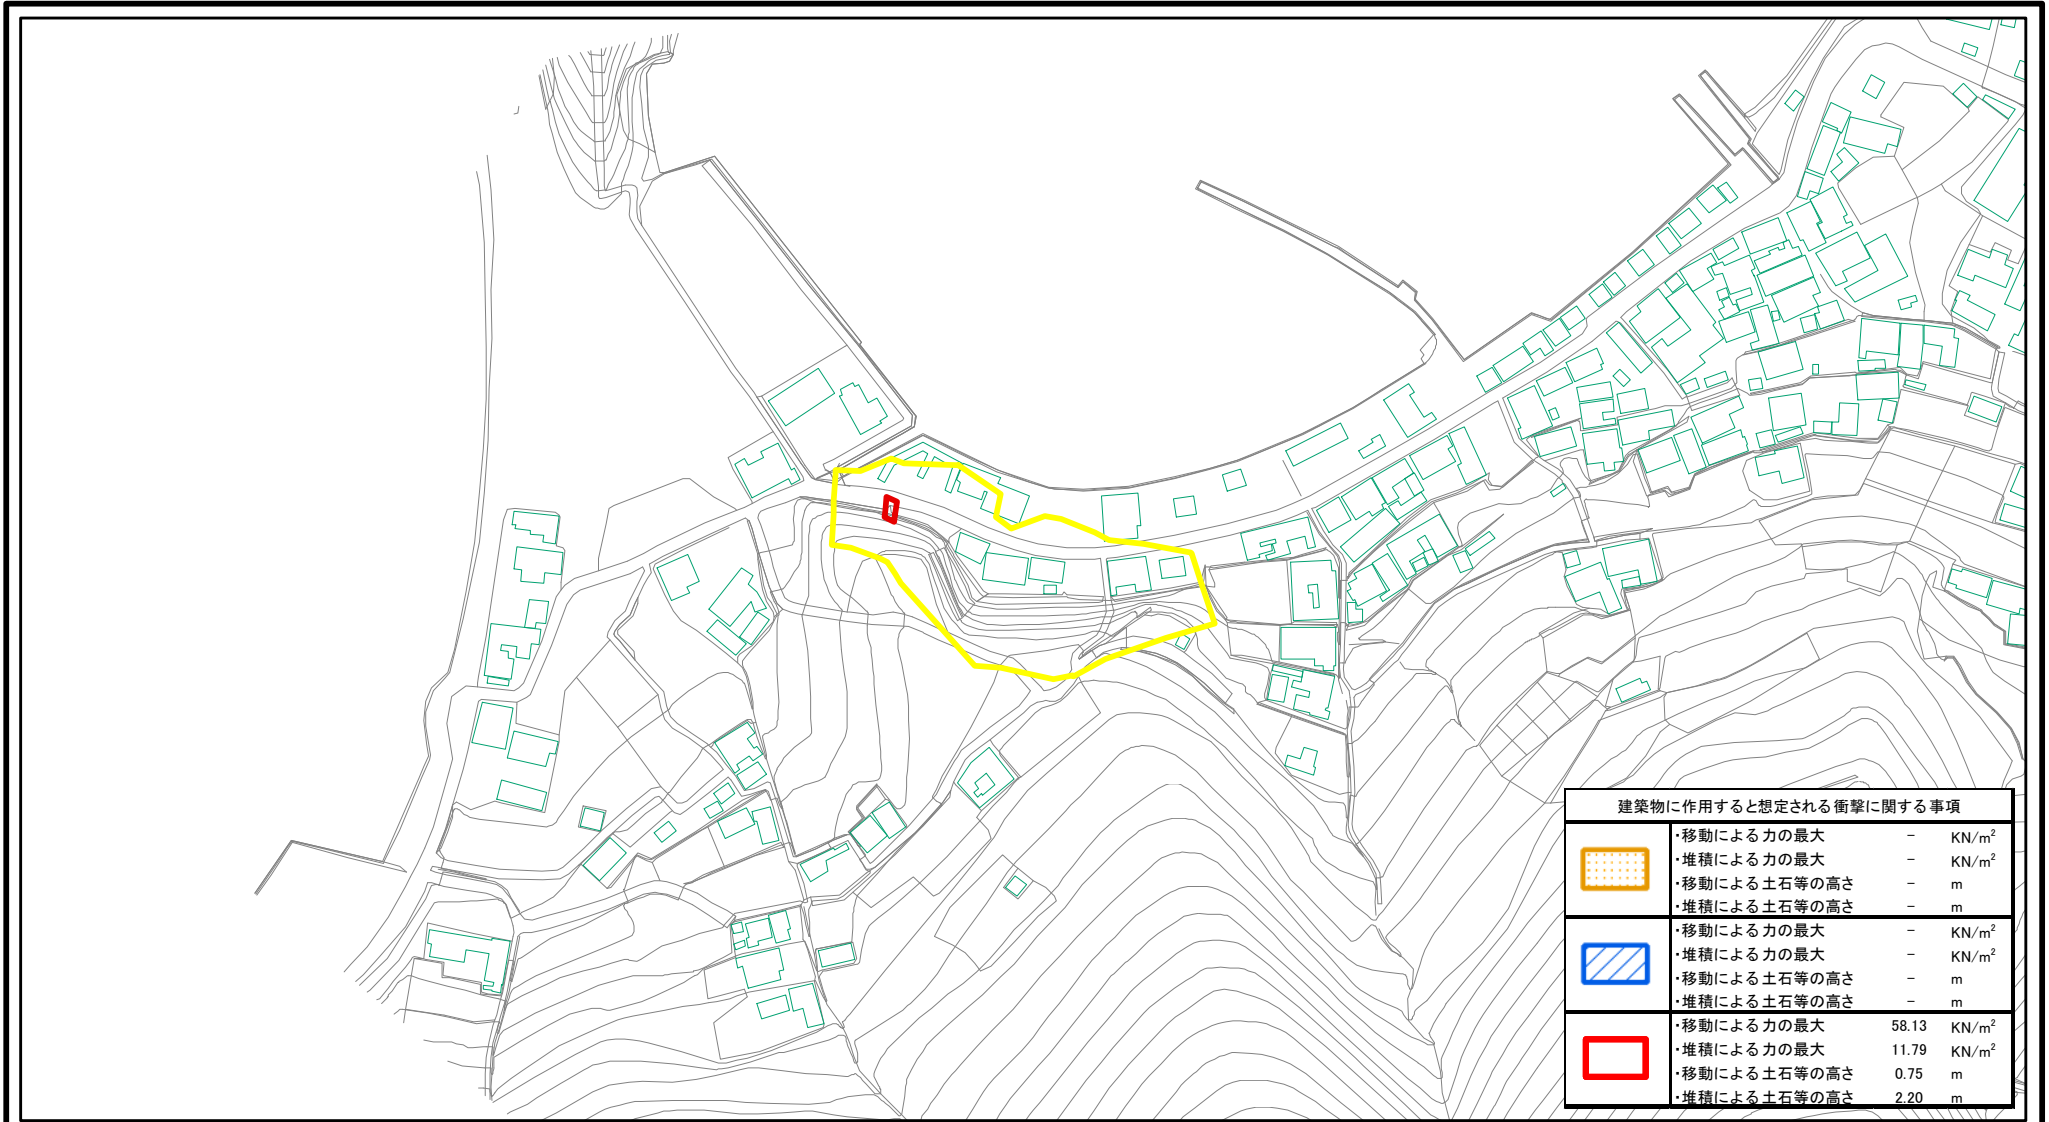 建築物に作用すると想定される衝撃に関する事項
・移動による力の最大 － KN/m²
・堆積による力の最大 － KN/m²
・移動による土石等の高さ － m
・堆積による土石等の高さ － m
・移動による力の最大 － KN/m²
・堆積による力の最大 － KN/m²
・移動による土石等の高さ － m
・堆積による土石等の高さ － m
・移動による力の最大 58.13 KN/m²
・堆積による力の最大 11.79 KN/m²
・移動による土石等の高さ 0.75 m
・堆積による土石等の高さ 2.20 m